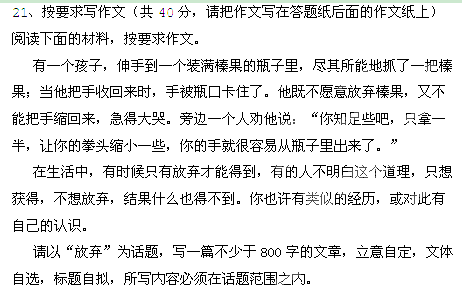 21、按要求写作文（共 40 分，请把作文写在答题纸后面的作文纸上）
阅读下面的材料，按要求作文。
有一个孩子，伸手到一个装满榛果的瓶子里，尽其所能地抓了一把榛
果；当他把手收回来时，手被瓶口卡住了。他既不愿意放弃榛果，又不
能把手缩回来，急得大哭。旁边一个人劝他说：“你知足些吧，只拿一
半，让你的拳头缩小一些，你的手就很容易从瓶子里出来了。”
在生活中，有时候只有放弃才能得到，有的人不明白这个道理，只想
获得，不想放弃，结果什么也得不到。你也许有类似的经历，或对此有
自己的认识。
请以“放弃”为话题，写一篇不少于 800 字的文章，立意自定，文体
自选，标题自拟，所写内容必须在话题范围之内。